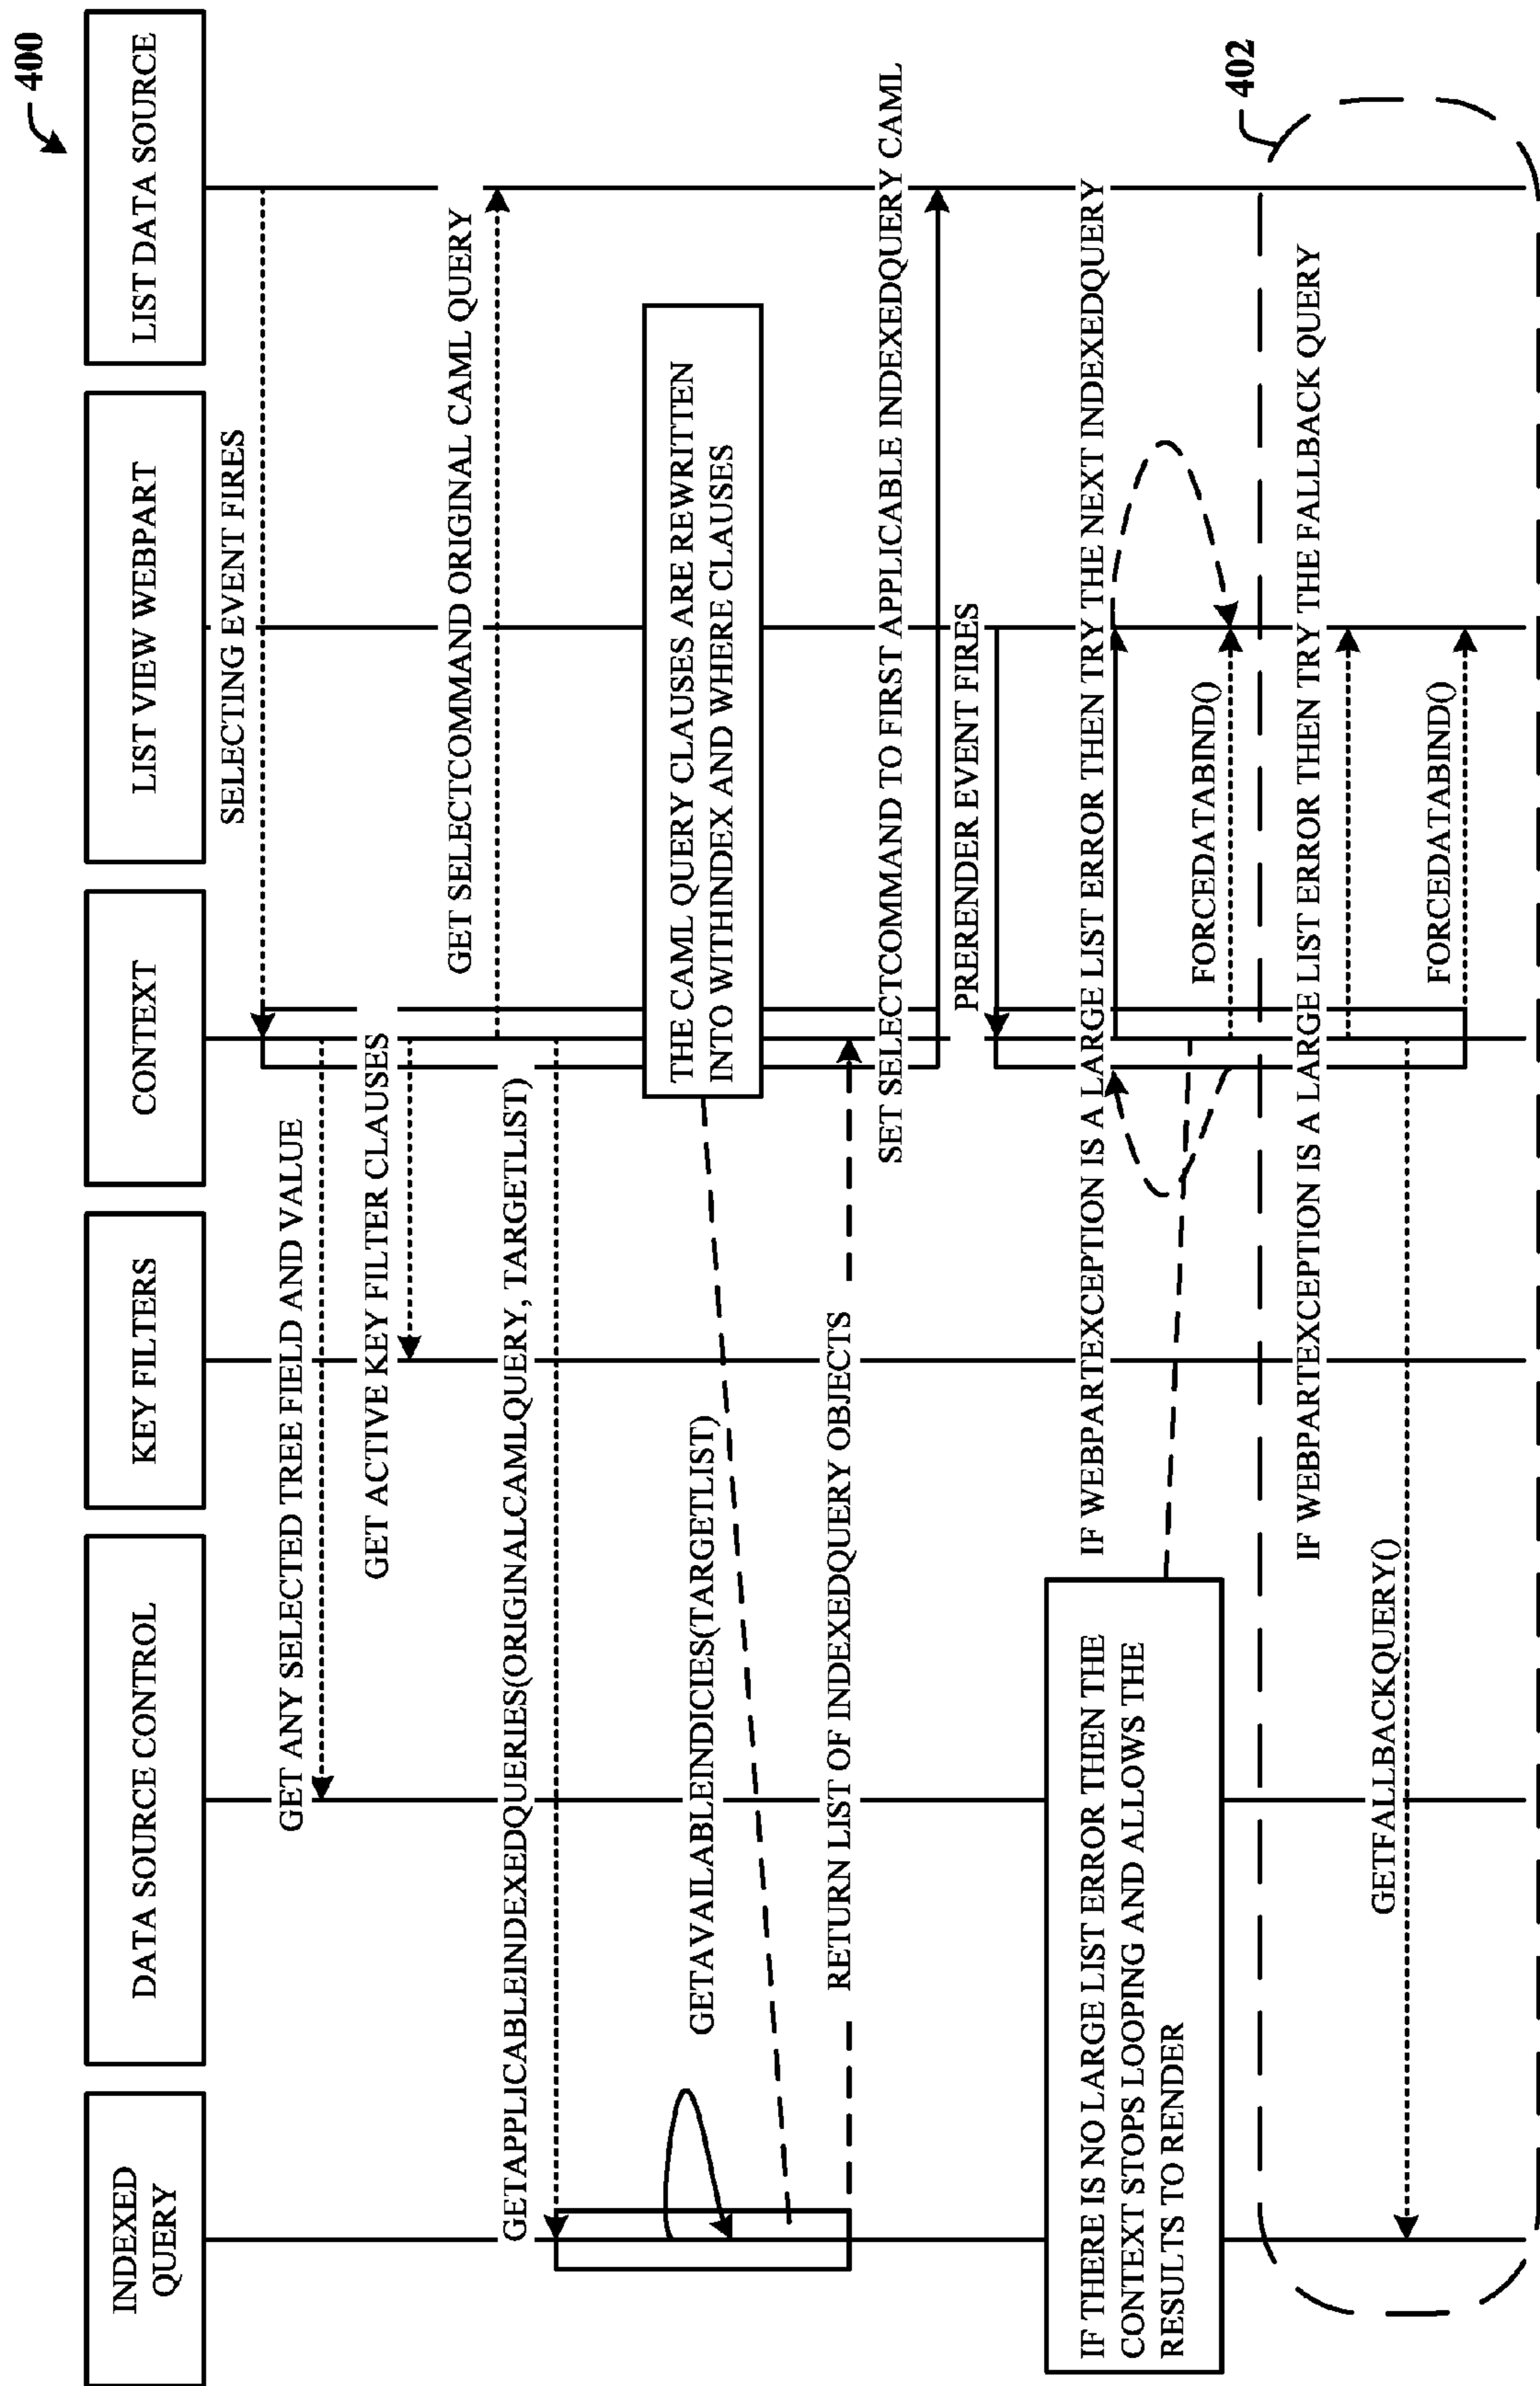 400
INDEXED
QUERY
DATA SOURCE CONTROL
KEY FILTERS
CONTEXT
LIST VIEW WEBPART
LIST DATA SOURCE
SELECTING EVENT FIRES
GET ANY SELECTED TREE FIELD AND VALUE
GET ACTIVE KEY FILTER CLAUSES
GET SELECTCOMMAND ORIGINAL CAML QUERY
GETAPPLICABLEINDEXEDQUERIES(ORIGINALCAMLQUERY, TARGETLIST)
THE CAML QUERY CLAUSES ARE REWRITTEN
INTO WITHINDEX AND WHERE CLAUSES
GETAVAILABLEINDICIES(TARGETLIST)
RETURN LIST OF INDEXEDQUERY OBJECTS
SET SELECTCOMMAND TO FIRST APPLICABLE INDEXEDQUERY CAML
PRERENDER EVENT FIRES
IF WEBPARTEXCEPTION IS A LARGE LIST ERROR THEN TRY THE NEXT INDEXEDQUERY
IF THERE IS NO LARGE LIST ERROR THEN THE
CONTEXT STOPS LOOPING AND ALLOWS THE
RESULTS TO RENDER
FORCEDATABIND()
402
IF WEBPARTEXCEPTION IS A LARGE LIST ERROR THEN TRY THE FALLBACK QUERY
GETFALLBACKQUERY()
FORCEDATABIND()